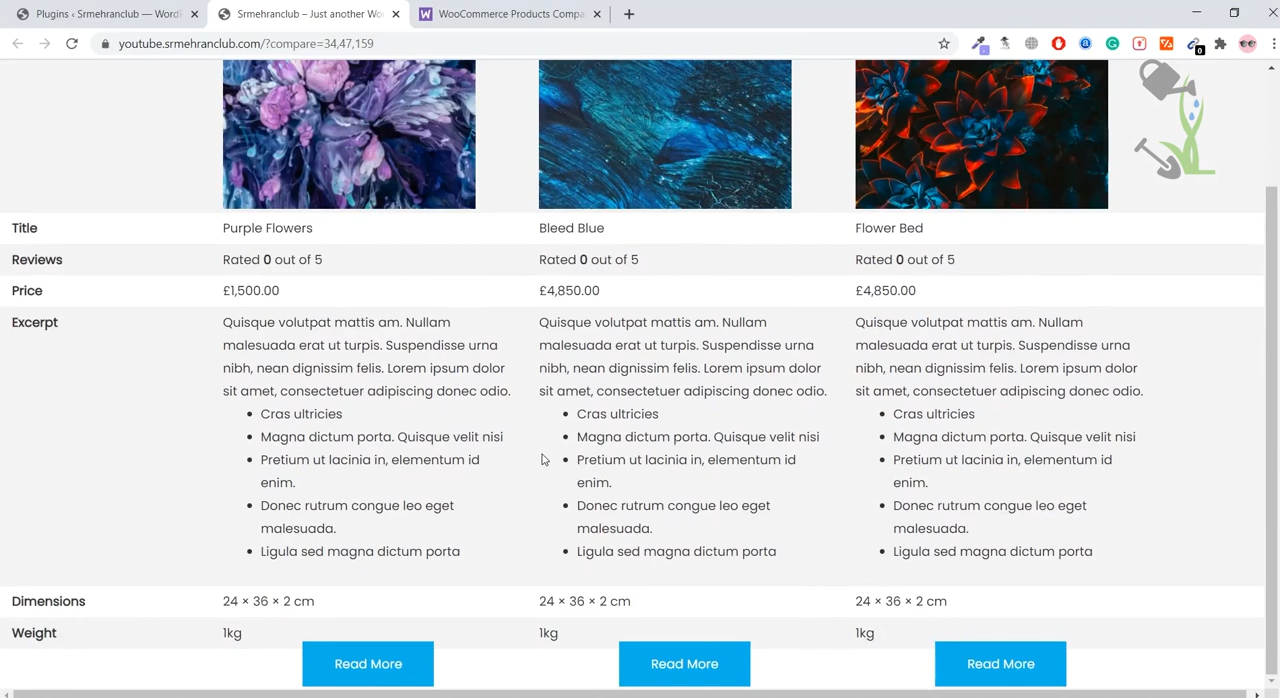 Plugins ‹ Srmehranclub — WordP
Srmehranclub – Just another Wo
WooCommerce Products Compa
youtube.srmehranclub.com/?compare=34,47,159
0
Title Purple Flowers Bleed Blue Flower Bed
Reviews Rated 0 out of 5 Rated 0 out of 5 Rated 0 out of 5
Price £1,500.00 £4,850.00 £4,850.00
Excerpt
Quisque volutpat mattis am. Nullam
malesuada erat ut turpis. Suspendisse urna
nibh, nean dignissim felis. Lorem ipsum dolor
sit amet, consectetuer adipiscing donec odio.
• Cras ultricies
• Magna dictum porta. Quisque velit nisi
• Pretium ut lacinia in, elementum id
enim.
• Donec rutrum congue leo eget
malesuada.
• Ligula sed magna dictum porta
Quisque volutpat mattis am. Nullam
malesuada erat ut turpis. Suspendisse urna
nibh, nean dignissim felis. Lorem ipsum dolor
sit amet, consectetuer adipiscing donec odio.
• Cras ultricies
• Magna dictum porta. Quisque velit nisi
• Pretium ut lacinia in, elementum id
enim.
• Donec rutrum congue leo eget
malesuada.
• Ligula sed magna dictum porta
Quisque volutpat mattis am. Nullam
malesuada erat ut turpis. Suspendisse urna
nibh, nean dignissim felis. Lorem ipsum dolor
sit amet, consectetuer adipiscing donec odio.
• Cras ultricies
• Magna dictum porta. Quisque velit nisi
• Pretium ut lacinia in, elementum id
enim.
• Donec rutrum congue leo eget
malesuada.
• Ligula sed magna dictum porta
Dimensions 24 × 36 × 2 cm 24 × 36 × 2 cm 24 × 36 × 2 cm
Weight 1kg 1kg 1kg
Read More Read More Read More